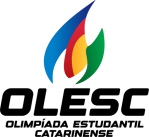 OLESC
OLIMPÍADA ESTUDANTIL
CATARINENSE